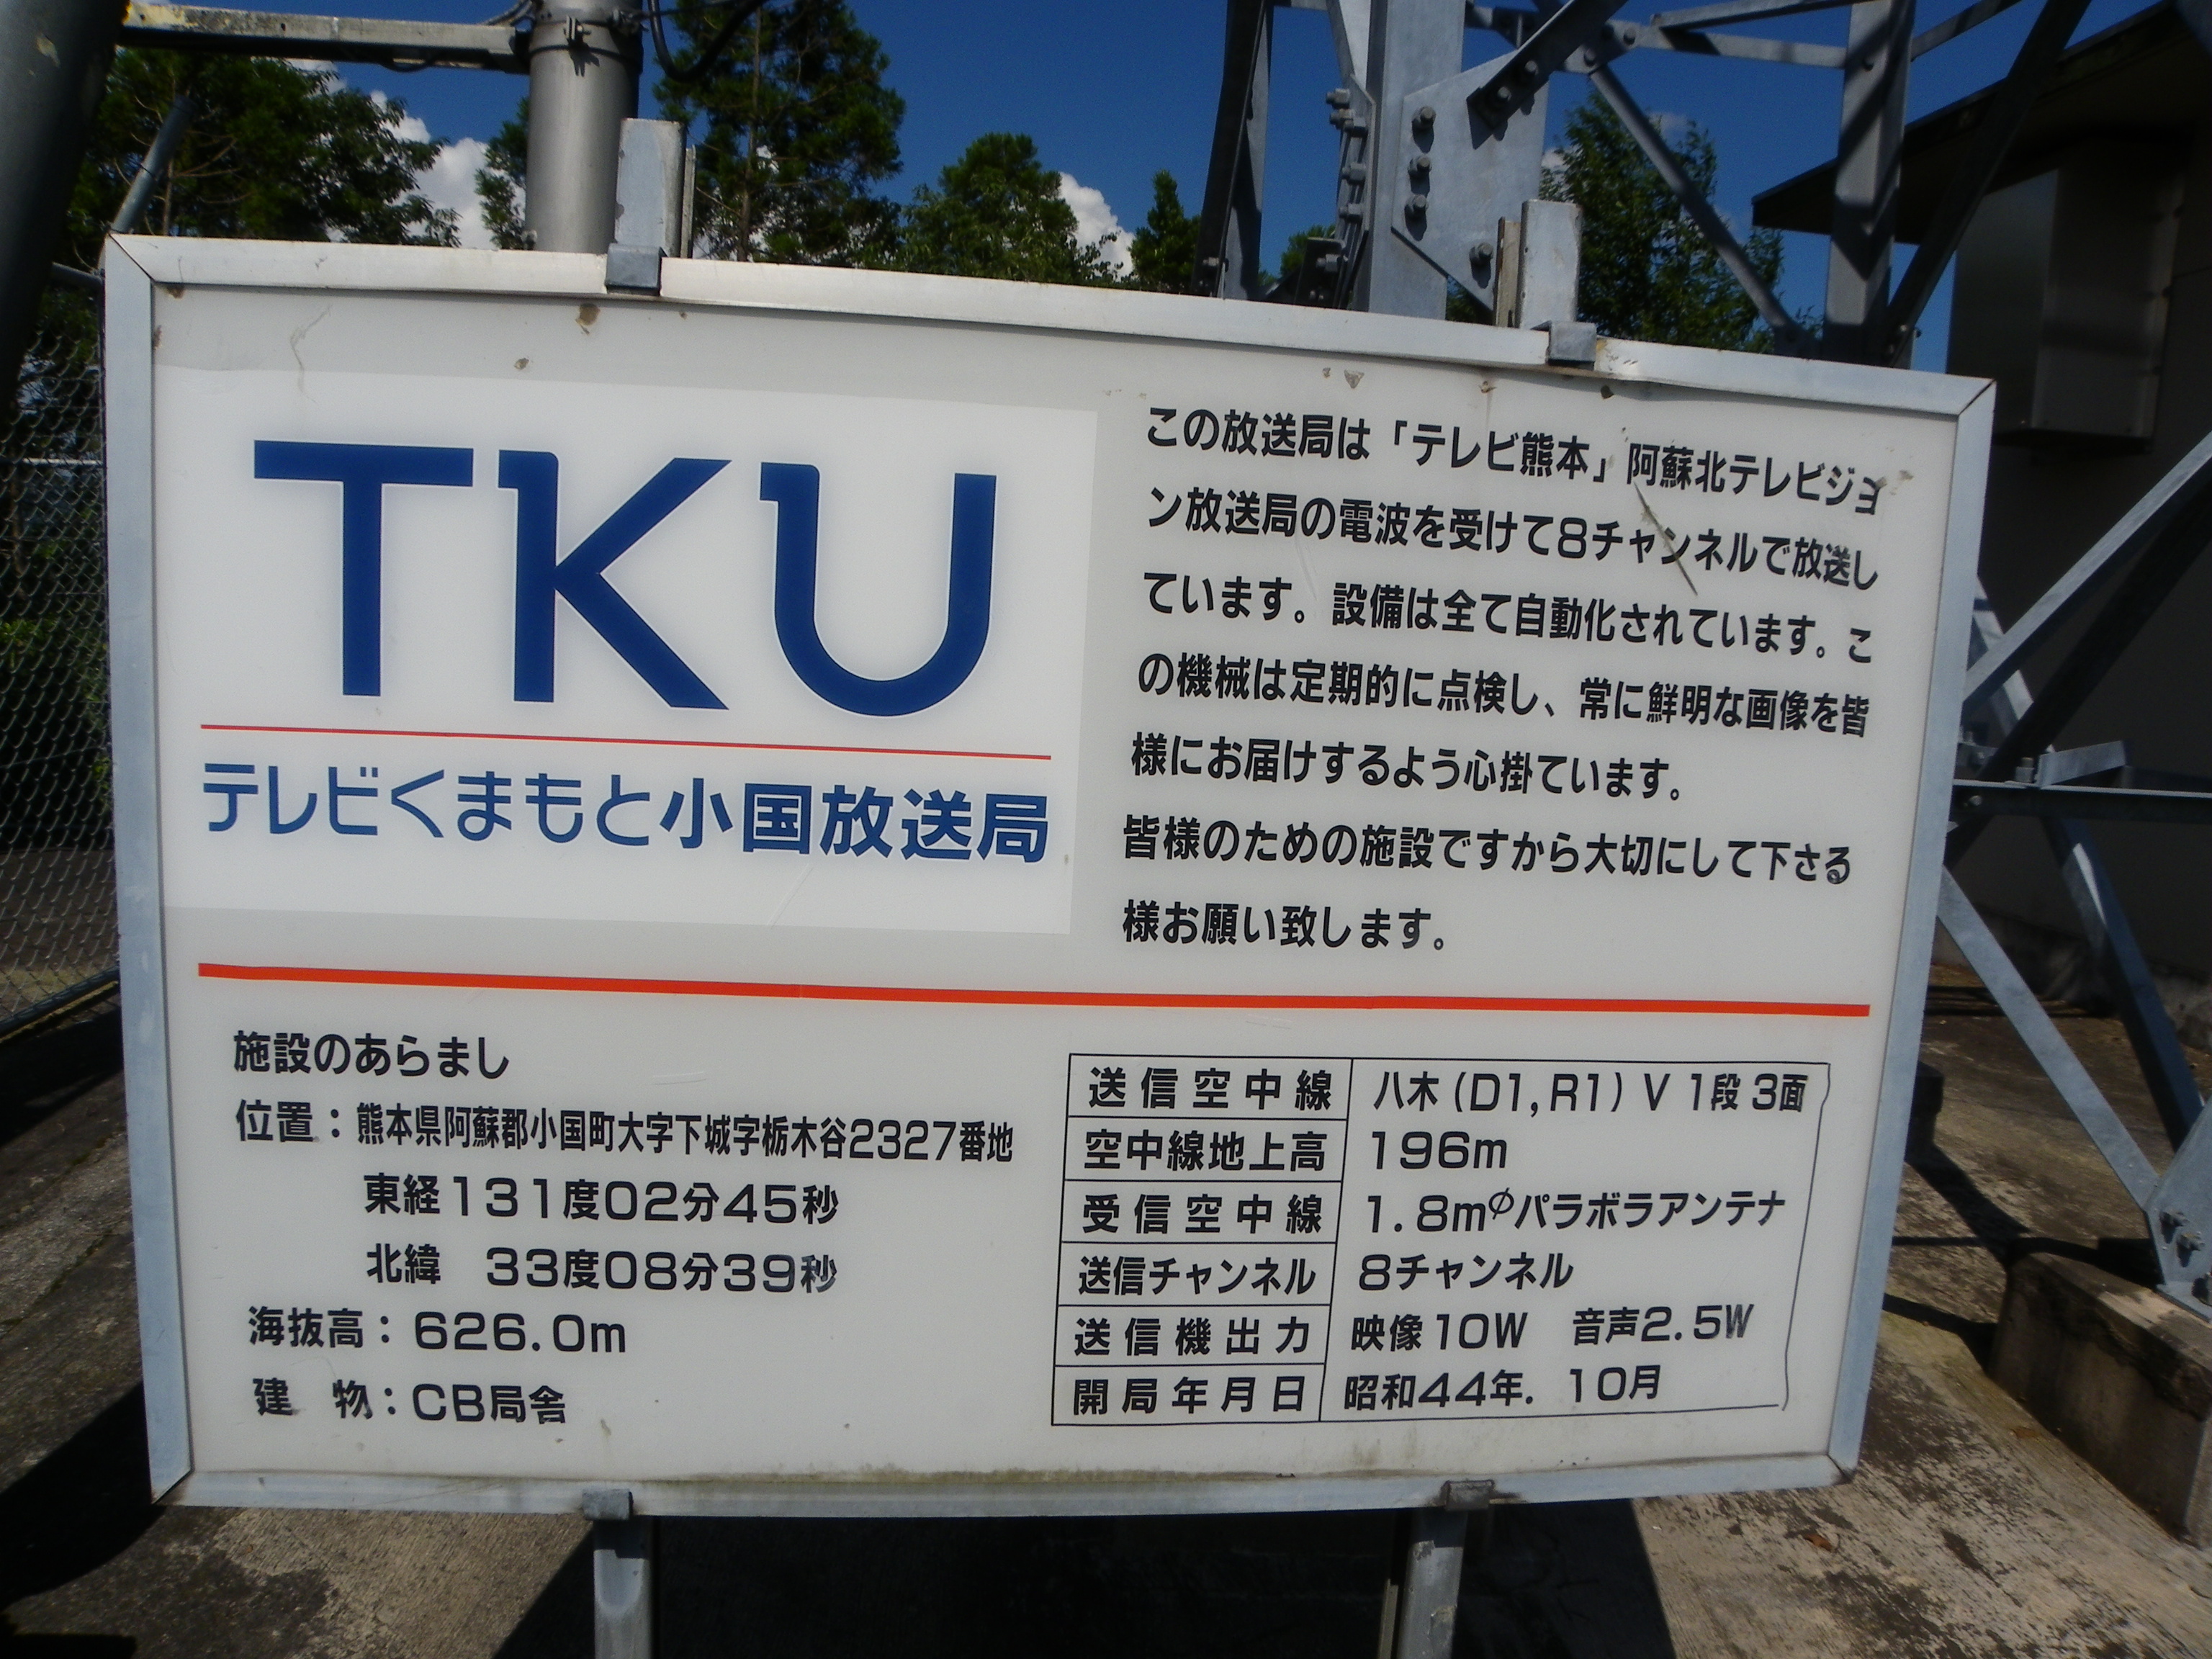 TKU
テレビくまもと小国放送局
この放送局は「テレビ熊本」阿蘇北テレビジョ
ン放送局の電波を受けて8チャンネルで放送し
ています。設備は全て自動化されています。こ
の機械は定期的に点検し、常に鮮明な画像を皆
様にお届けするよう心掛ています。
皆様のための施設ですから大切にして下さる
様お願い致します。
施設のあらまし
位置：熊本県阿蘇郡小国町大字下城字栃木谷2327番地
東経131度02分45秒
北緯 33度08分39秒
海抜高：626.0m
建 物：CB局舎
送信空中線 八木(D1,R1) V 1段 3面
空中線地上高 196m
受信空中線 1.8mφパラボラアンテナ
送信チャンネル 8チャンネル
送信機出力 映像10W 音声2.5W
開局年月日 昭和44年. 10月